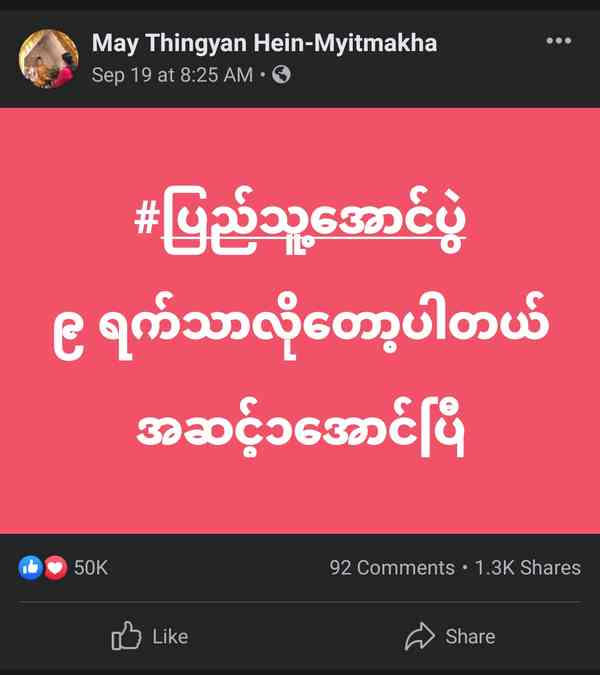 May Thingyan Hein-Myitmakha
Sep 19 at 8:25 AM •
#ပြည်သူ့အောင်ပွဲ
၉ ရက်သာလိုတော့ပါတယ်
အဆင့်၁အောင်ပြီ
50K
92 Comments • 1.3K Shares
Like
Share